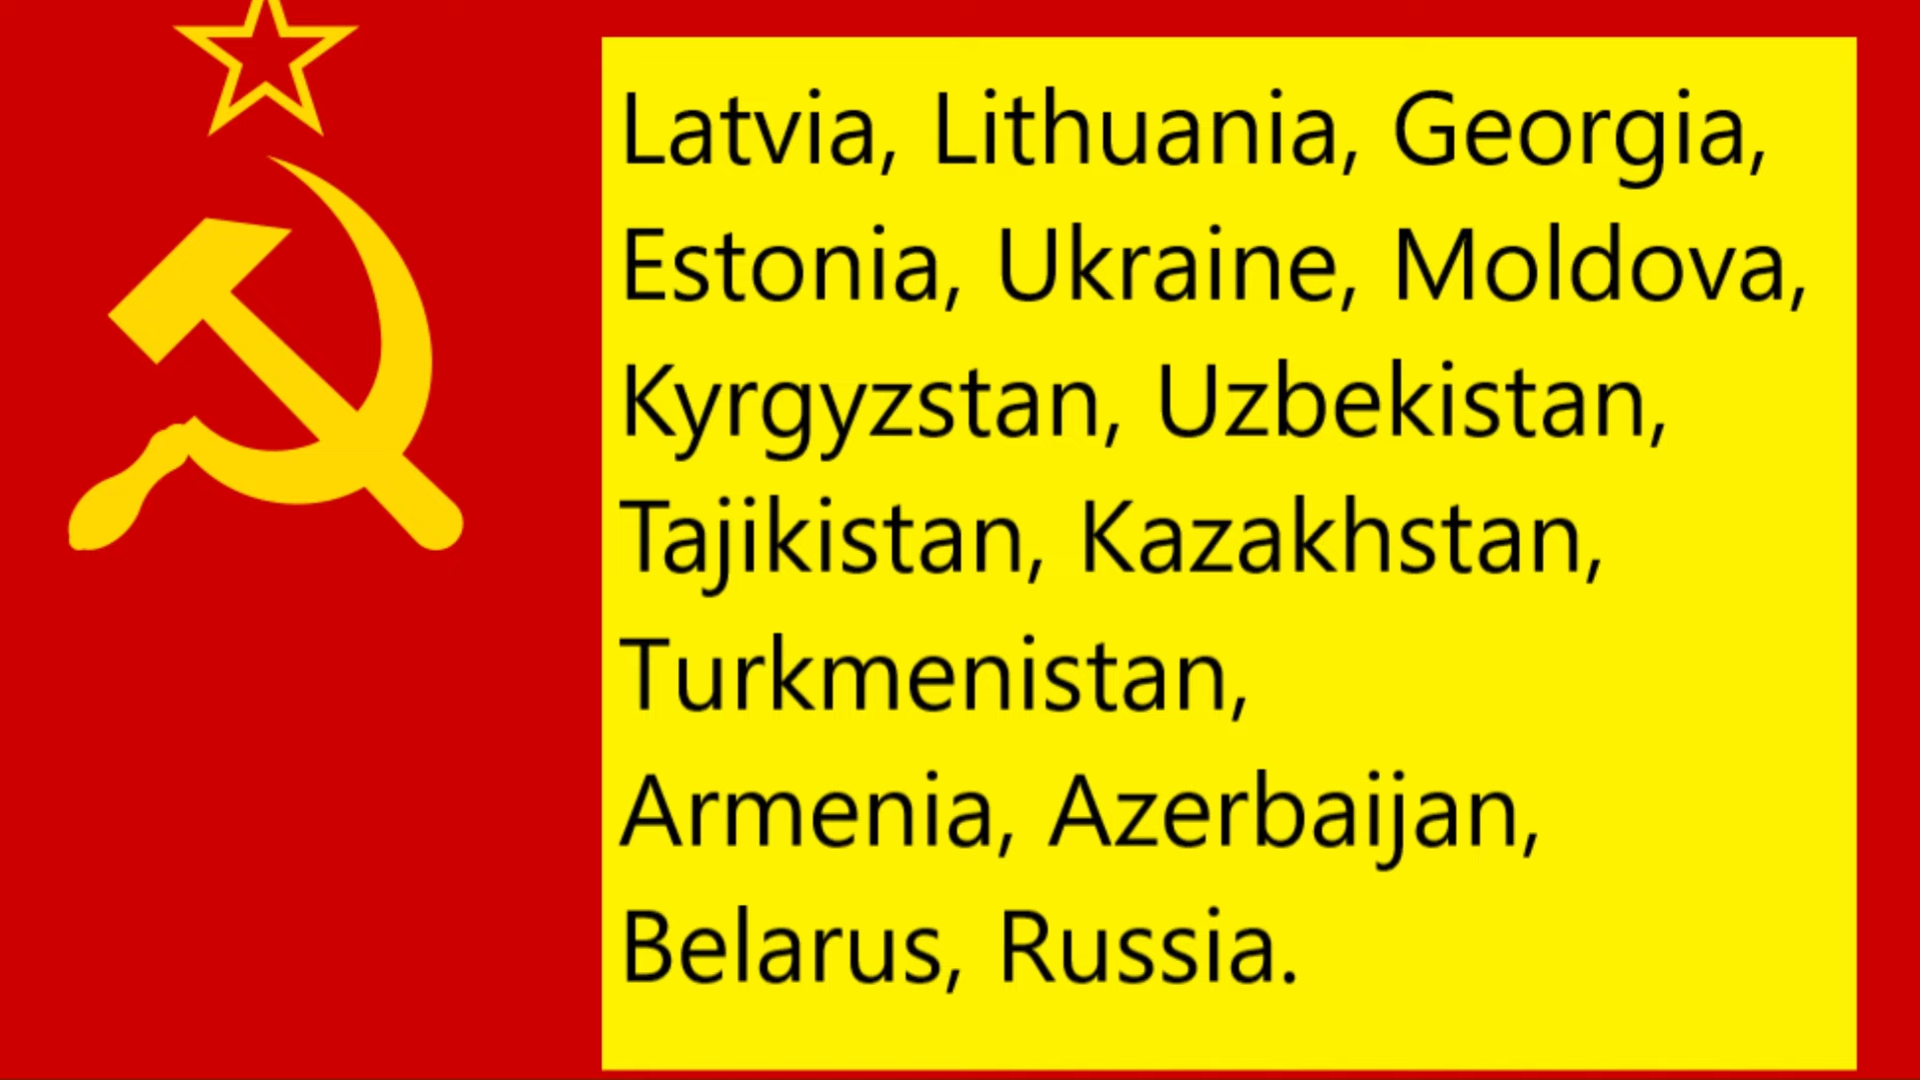 Latvia, Lithuania, Georgia,
Estonia, Ukraine, Moldova,
Kyrgyzstan, Uzbekistan,
Tajikistan, Kazakhstan,
Turkmenistan,
Armenia, Azerbaijan,
Belarus, Russia.